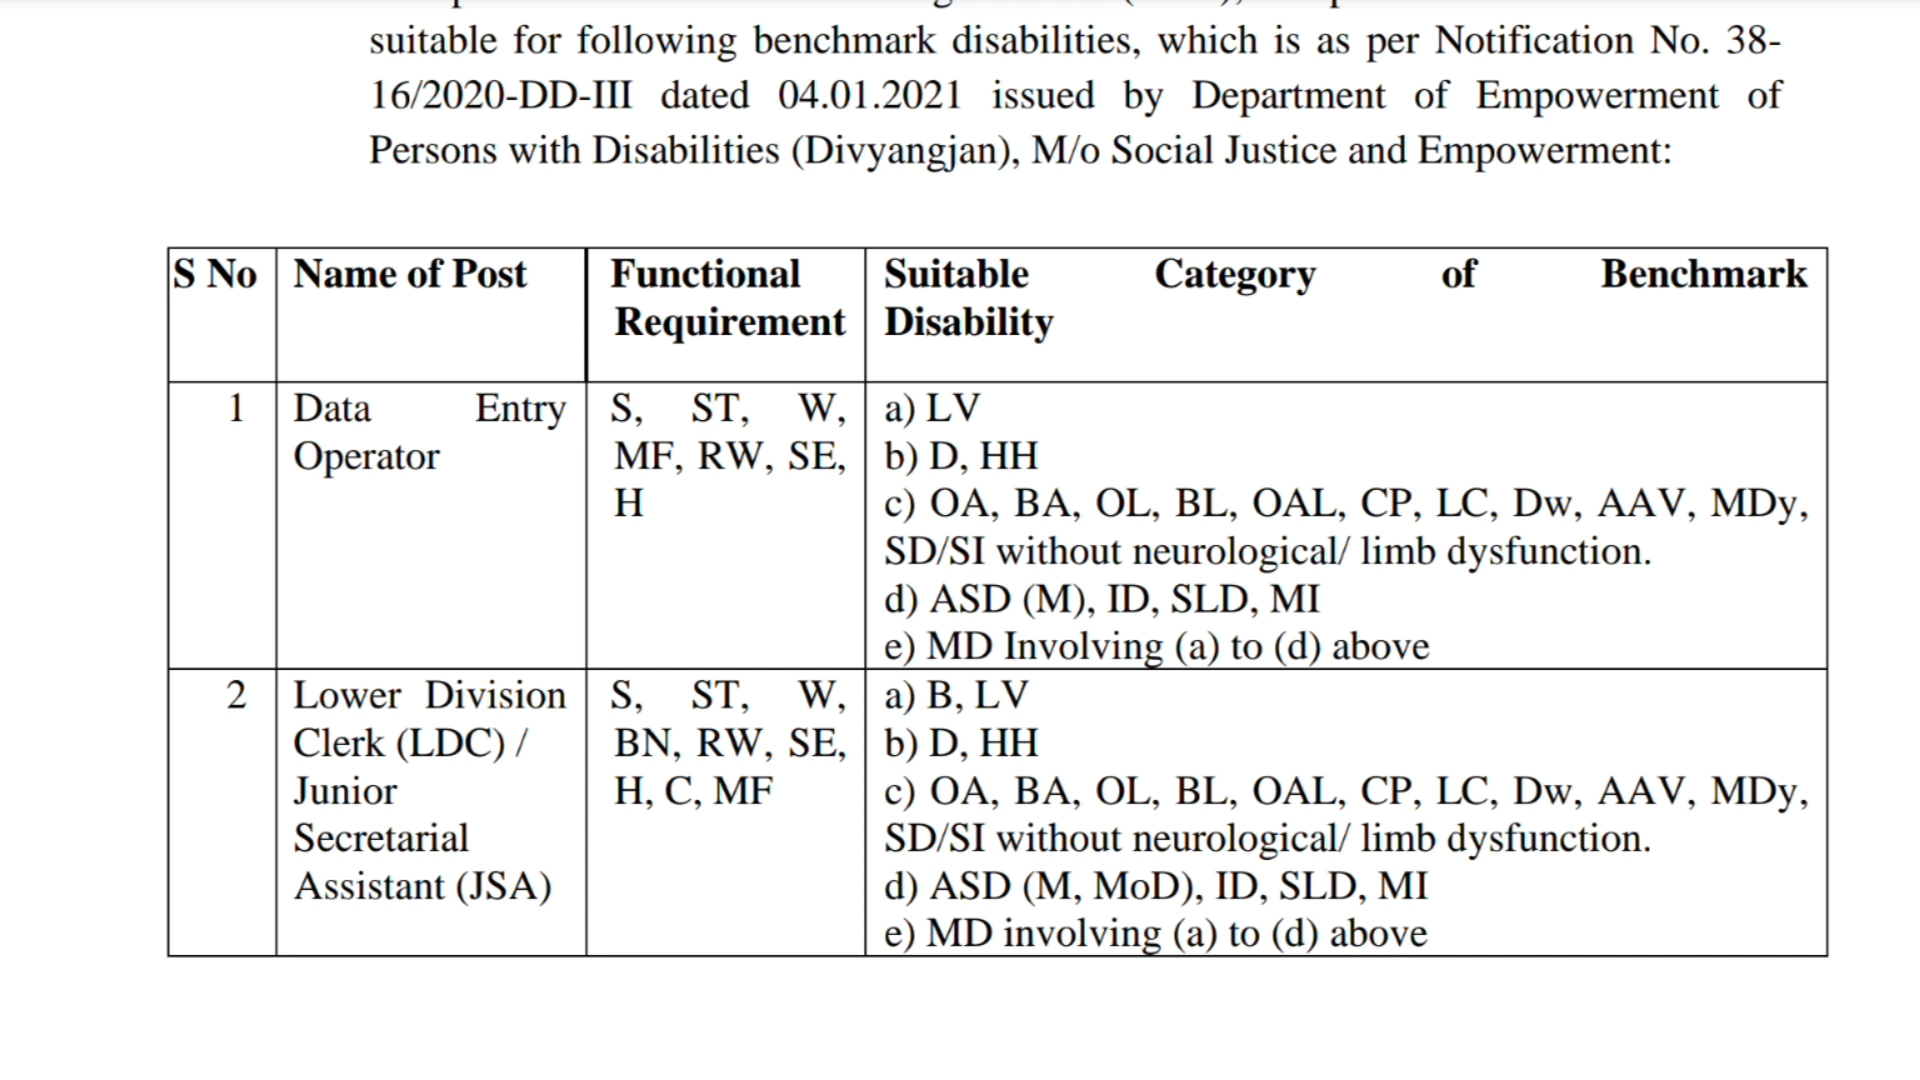 suitable for following benchmark disabilities, which is as per Notification No. 38-
16/2020-DD-III dated 04.01.2021 issued by Department of Empowerment of
Persons with Disabilities (Divyangjan), M/o Social Justice and Empowerment:
S No
Name of Post
Functional
Requirement
Suitable Category of Benchmark
Disability
1
Data Entry
Operator
S, ST, W,
MF, RW, SE,
H
a) LV
b) D, HH
c) OA, BA, OL, BL, OAL, CP, LC, Dw, AAV, MDy,
SD/SI without neurological/ limb dysfunction.
d) ASD (M), ID, SLD, MI
e) MD Involving (a) to (d) above
2
Lower Division
Clerk (LDC) /
Junior
Secretarial
Assistant (JSA)
S, ST, W,
BN, RW, SE,
H, C, MF
a) B, LV
b) D, HH
c) OA, BA, OL, BL, OAL, CP, LC, Dw, AAV, MDy,
SD/SI without neurological/ limb dysfunction.
d) ASD (M, MoD), ID, SLD, MI
e) MD involving (a) to (d) above